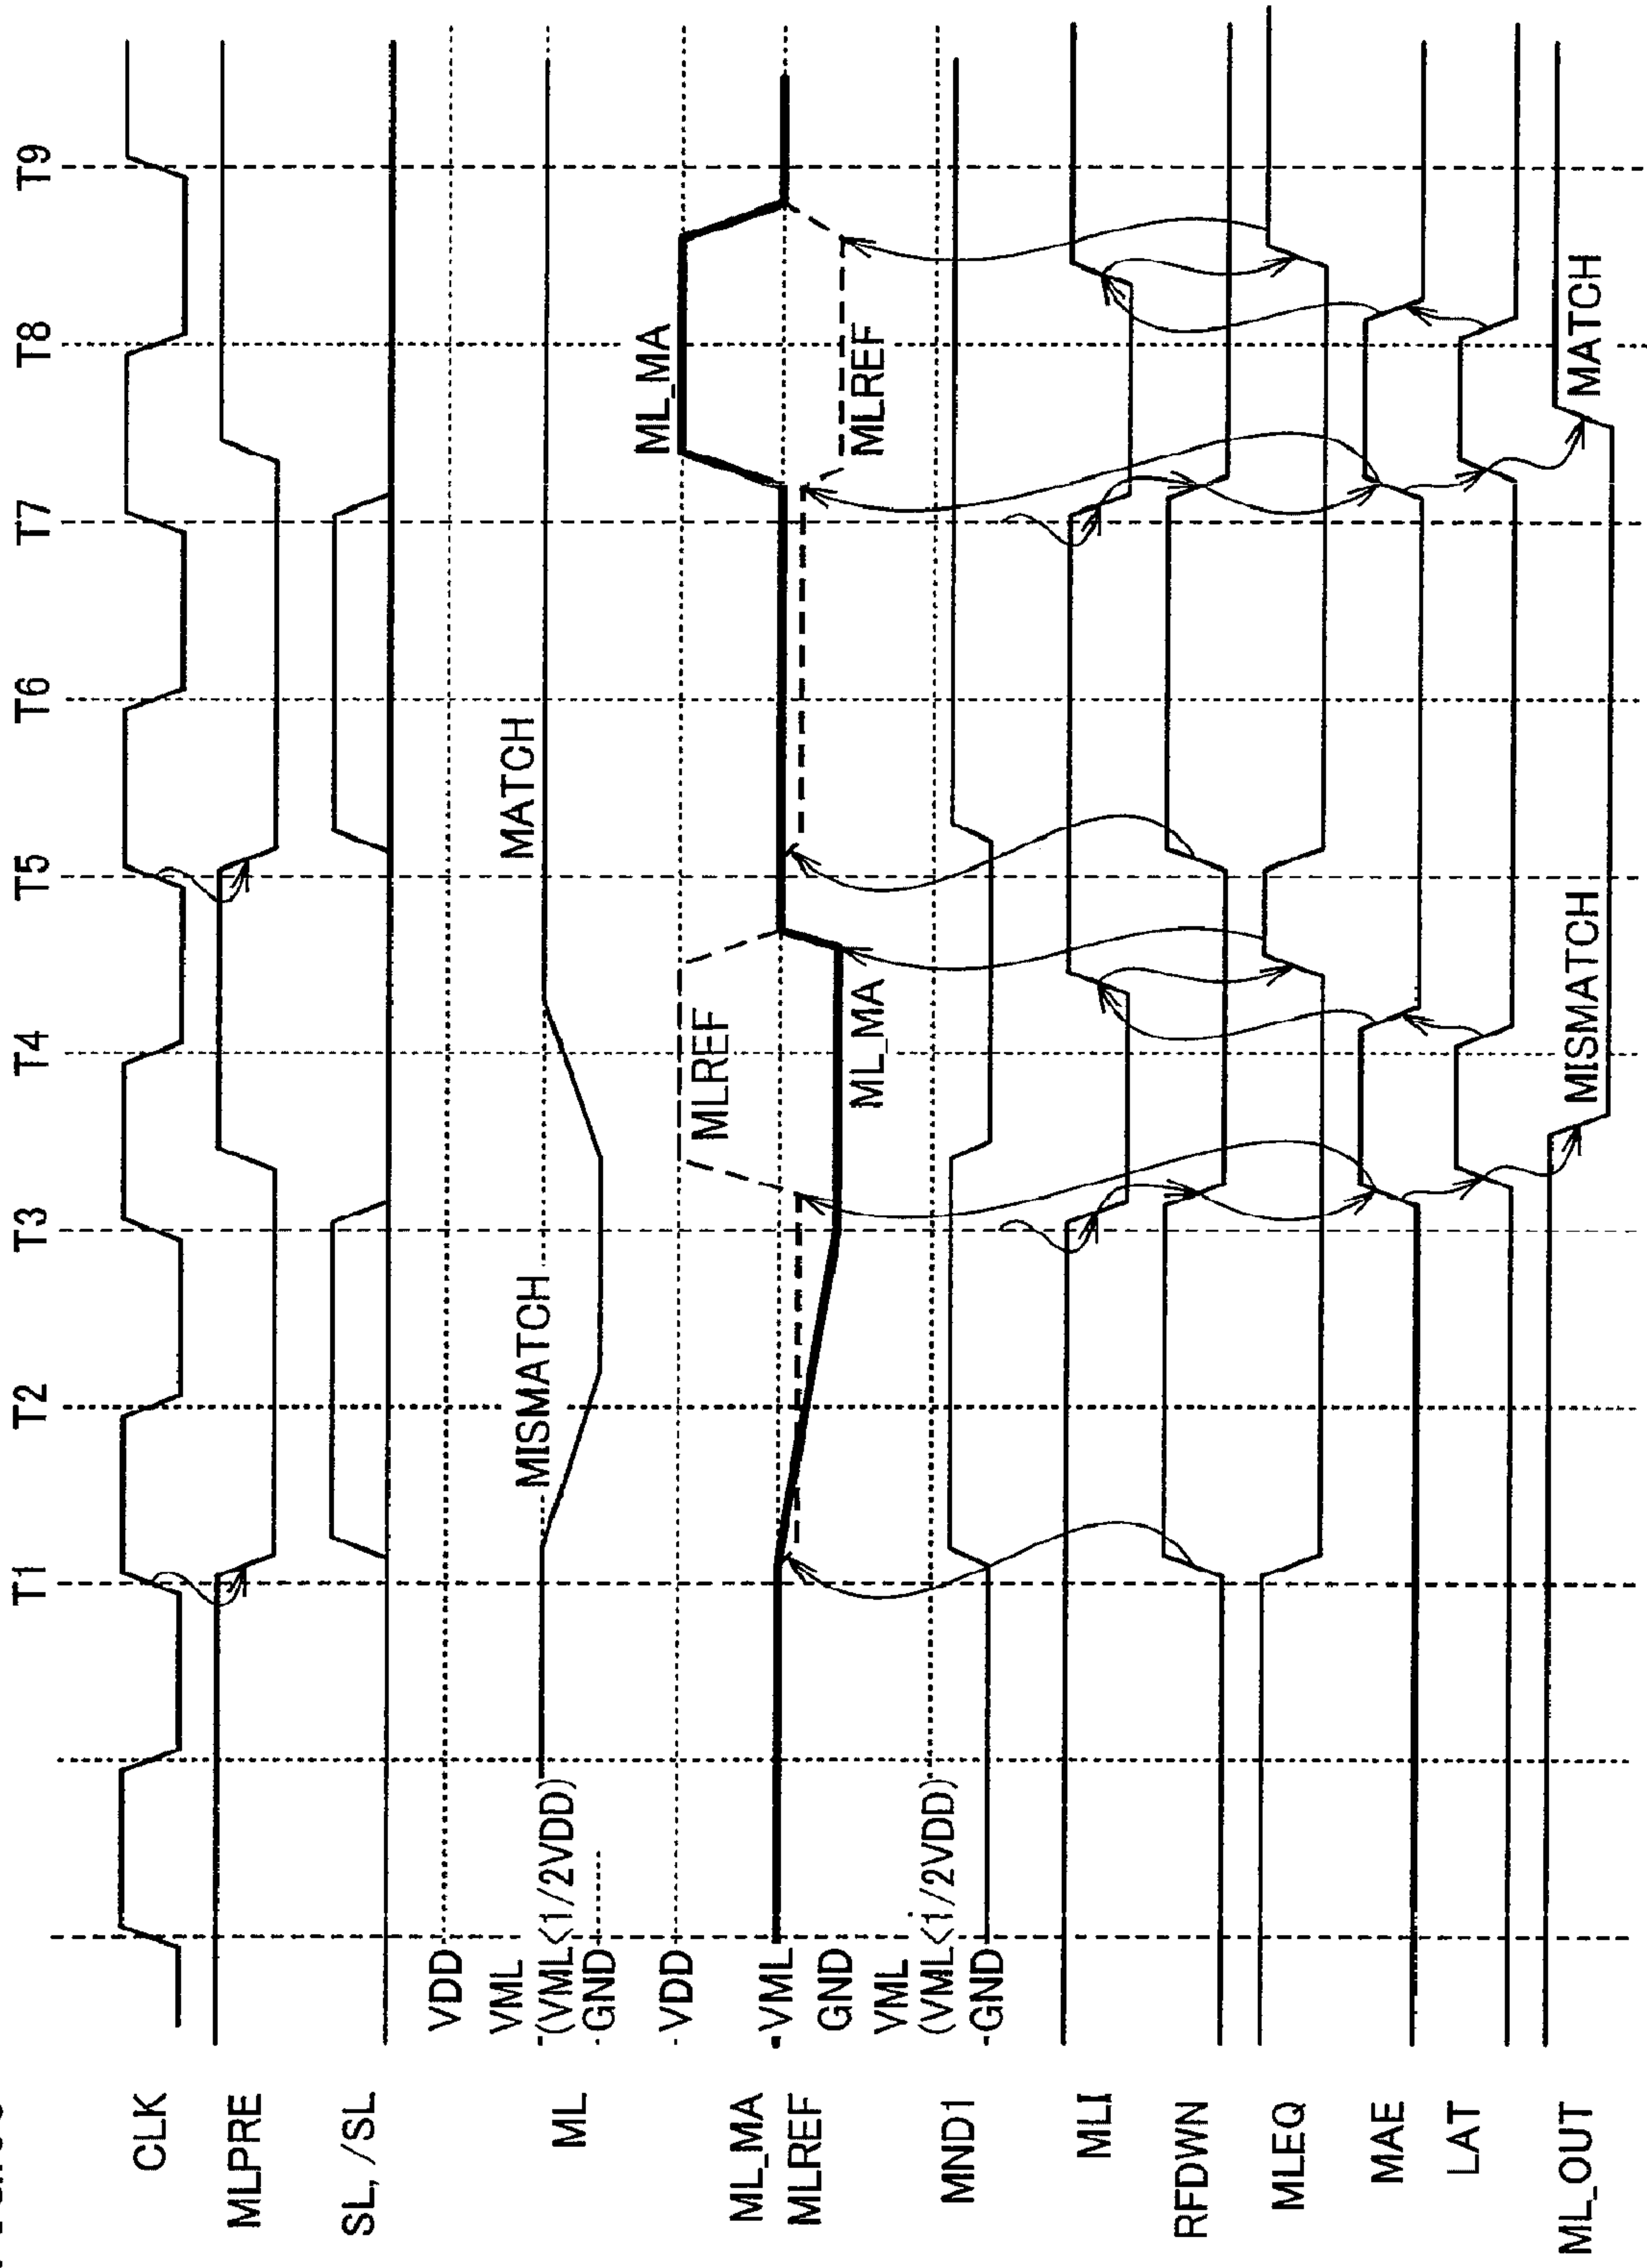 T1 T2 T3 T4 T5 T6 T7 T8 T9
CLK
MLPRE
SL, /SL
VDD
VML
(VML<1/2VDD)
GND
ML
MISMATCH
MATCH
VDD
VML
GND
ML_MA
MLREF
MLREF
ML_MA
ML_MA
MLREF
VML
(VML<1/2VDD)
GND
MND1
MLI
RFDWN
MLEQ
MAE
LAT
ML_OUT
MISMATCH
MATCH